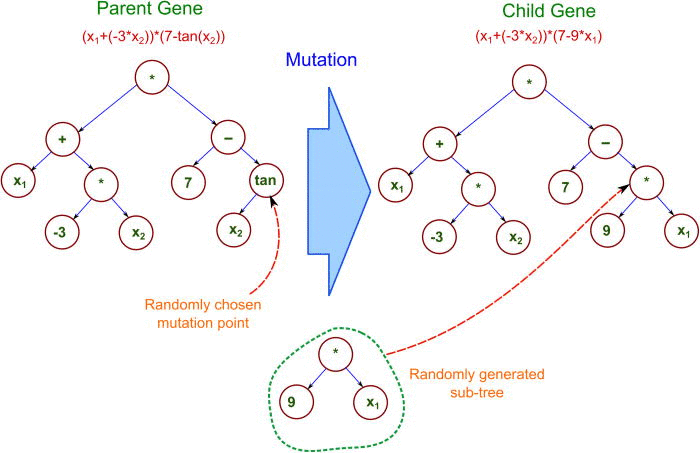 Parent Gene
(x₁+(-3*x₂))*(7-tan(x₂))
Mutation
Child Gene
(x₁+(-3*x₂))*(7-9*x₁)
*
+
−
x₁
*
7
tan
-3
x₂
x₂
*
+
−
x₁
*
7
*
-3
x₂
9
x₁
Randomly chosen
mutation point
*
9
x₁
Randomly generated
sub-tree